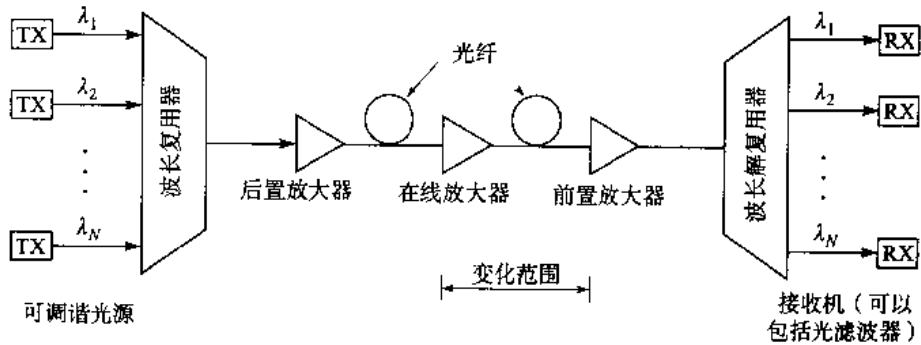 TX
λ1
TX
λ2
TX
λN
可调谐光源
波长复用器
光纤
后置放大器
在线放大器
前置放大器
变化范围
波长解复用器
λ1
RX
λ2
RX
λN
RX
接收机（可以
包括光滤波器）